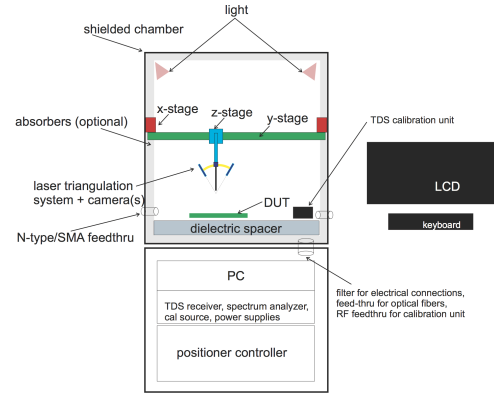 light
shielded chamber
x-stage
z-stage
y-stage
absorbers (optional)
TDS calibration unit
laser triangulation
system + camera(s)
LCD
DUT
N-type/SMA feedthru
dielectric spacer
keyboard
PC
filter for electrical connections,
feed-thru for optical fibers,
RF feedthru for calibration unit
TDS receiver, spectrum analyzer,
cal source, power supplies
positioner controller